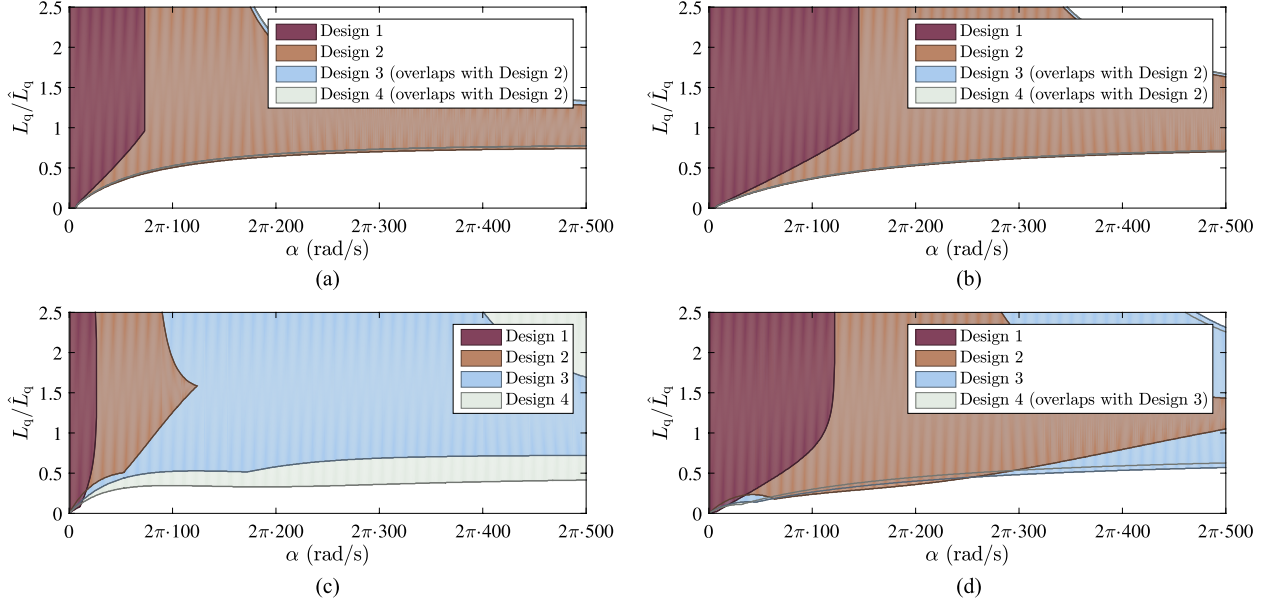 2.5
2
1.5
1
0.5
0
L_q/L̂_q
Design 1
Design 2
Design 3 (overlaps with Design 2)
Design 4 (overlaps with Design 2)
0 2π·100 2π·200 2π·300 2π·400 2π·500
α (rad/s)
(a)
2.5
2
1.5
1
0.5
0
L_q/L̂_q
Design 1
Design 2
Design 3 (overlaps with Design 2)
Design 4 (overlaps with Design 2)
0 2π·100 2π·200 2π·300 2π·400 2π·500
α (rad/s)
(b)
2.5
2
1.5
1
0.5
0
L_q/L̂_q
Design 1
Design 2
Design 3
Design 4
0 2π·100 2π·200 2π·300 2π·400 2π·500
α (rad/s)
(c)
2.5
2
1.5
1
0.5
0
L_q/L̂_q
Design 1
Design 2
Design 3
Design 4 (overlaps with Design 3)
0 2π·100 2π·200 2π·300 2π·400 2π·500
α (rad/s)
(d)